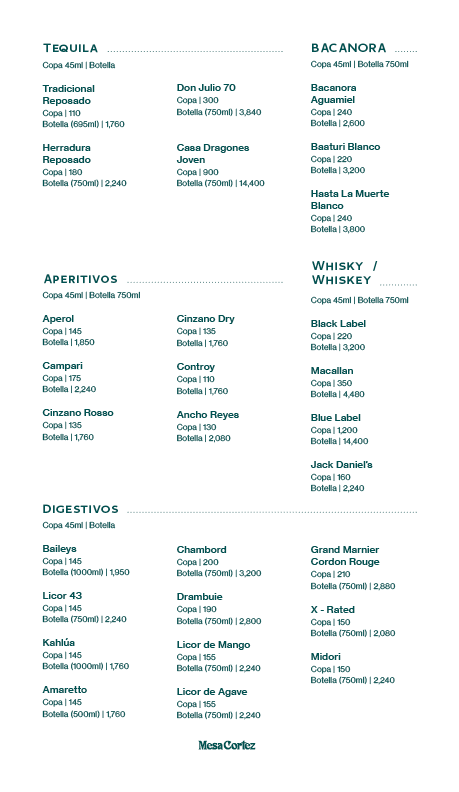 TEQUILA
Copa 45ml | Botella
Tradicional
Reposado
Copa | 110
Botella (695ml) | 1,760
Herradura
Reposado
Copa | 180
Botella (750ml) | 2,240
Don Julio 70
Copa | 300
Botella (750ml) | 3,840
Casa Dragones
Joven
Copa | 900
Botella (750ml) | 14,400
BACANORA
Copa 45ml | Botella 750ml
Bacanora
Aguamiel
Copa | 240
Botella | 2,600
Baaturi Blanco
Copa | 220
Botella | 3,200
Hasta La Muerte
Blanco
Copa | 240
Botella | 3,800
APERITIVOS
Copa 45ml | Botella 750ml
Aperol
Copa | 145
Botella | 1,850
Campari
Copa | 175
Botella | 2,240
Cinzano Rosso
Copa | 135
Botella | 1,760
Cinzano Dry
Copa | 135
Botella | 1,760
Controy
Copa | 110
Botella | 1,760
Ancho Reyes
Copa | 130
Botella | 2,080
WHISKY /
WHISKEY
Copa 45ml | Botella 750ml
Black Label
Copa | 220
Botella | 3,200
Macallan
Copa | 350
Botella | 4,480
Blue Label
Copa | 1,200
Botella | 14,400
Jack Daniel's
Copa | 160
Botella | 2,240
DIGESTIVOS
Copa 45ml | Botella
Baileys
Copa | 145
Botella (1000ml) | 1,950
Licor 43
Copa | 145
Botella (750ml) | 2,240
Kahlúa
Copa | 145
Botella (1000ml) | 1,760
Amaretto
Copa | 145
Botella (500ml) | 1,760
Chambord
Copa | 200
Botella (750ml) | 3,200
Drambuie
Copa | 190
Botella (750ml) | 2,800
Licor de Mango
Copa | 155
Botella (750ml) | 2,240
Licor de Agave
Copa | 155
Botella (750ml) | 2,240
Grand Marnier
Cordon Rouge
Copa | 210
Botella (750ml) | 2,880
X - Rated
Copa | 150
Botella (750ml) | 2,080
Midori
Copa | 150
Botella (750ml) | 2,240
Mesa Cortez